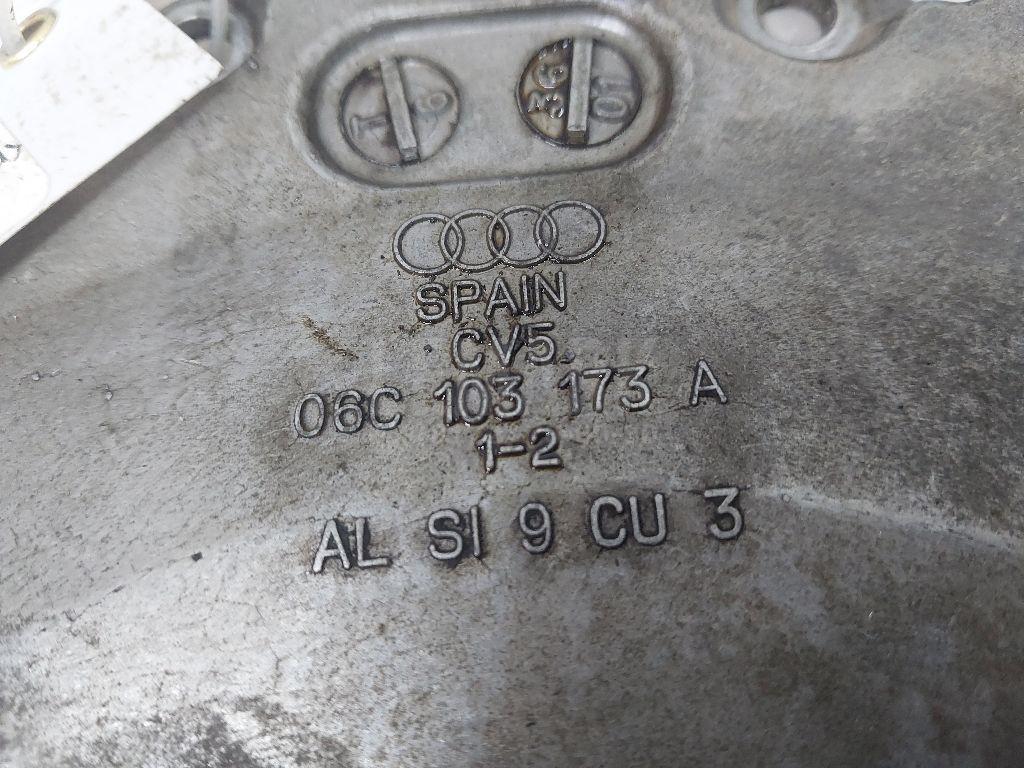 SPAIN
CV5.
06C 103 173 A
1-2
AL SI 9 CU 3